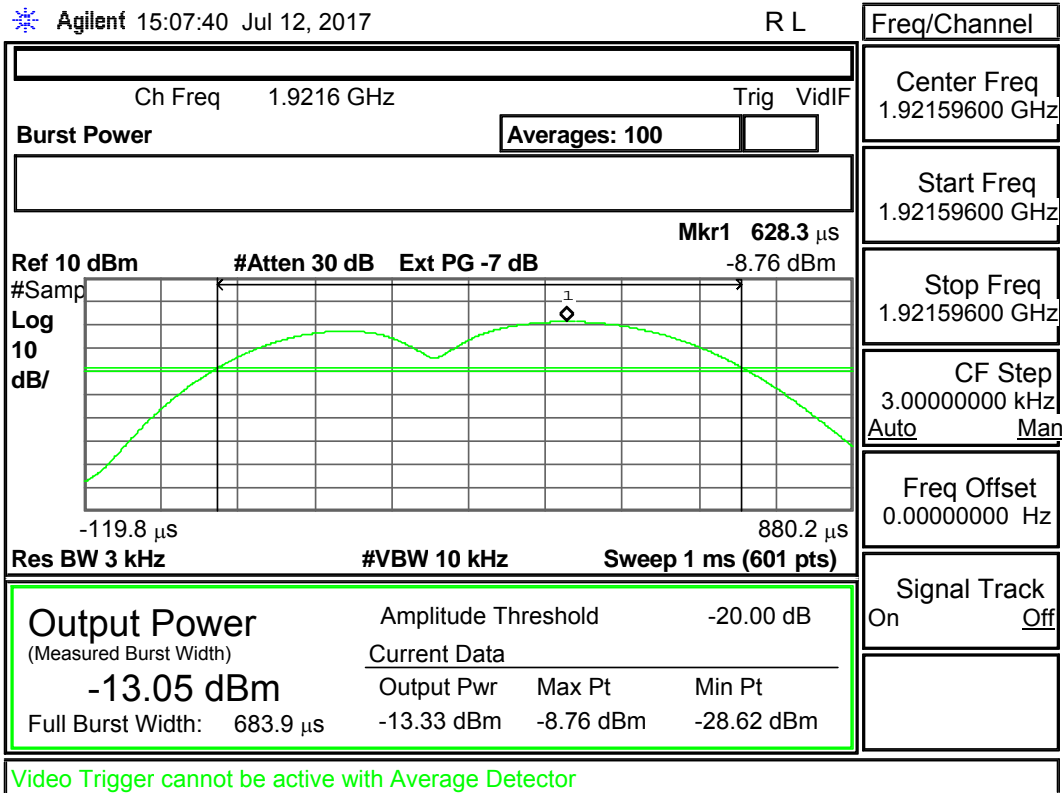 Agilent 15:07:40 Jul 12, 2017 R L
Freq/Channel
Ch Freq 1.9216 GHz Trig VidIF
Burst Power Averages: 100
Mkr1 628.3 μs
Ref 10 dBm #Atten 30 dB Ext PG -7 dB -8.76 dBm
#Samp
Log
10
dB/
1
-119.8 μs 880.2 μs
Res BW 3 kHz #VBW 10 kHz Sweep 1 ms (601 pts)
Output Power
(Measured Burst Width)
-13.05 dBm
Full Burst Width: 683.9 μs
Amplitude Threshold -20.00 dB
Current Data
Output Pwr Max Pt Min Pt
-13.33 dBm -8.76 dBm -28.62 dBm
Center Freq
1.92159600 GHz
Start Freq
1.92159600 GHz
Stop Freq
1.92159600 GHz
CF Step
3.00000000 kHz
Auto Man
Freq Offset
0.00000000 Hz
Signal Track
On Off
Video Trigger cannot be active with Average Detector